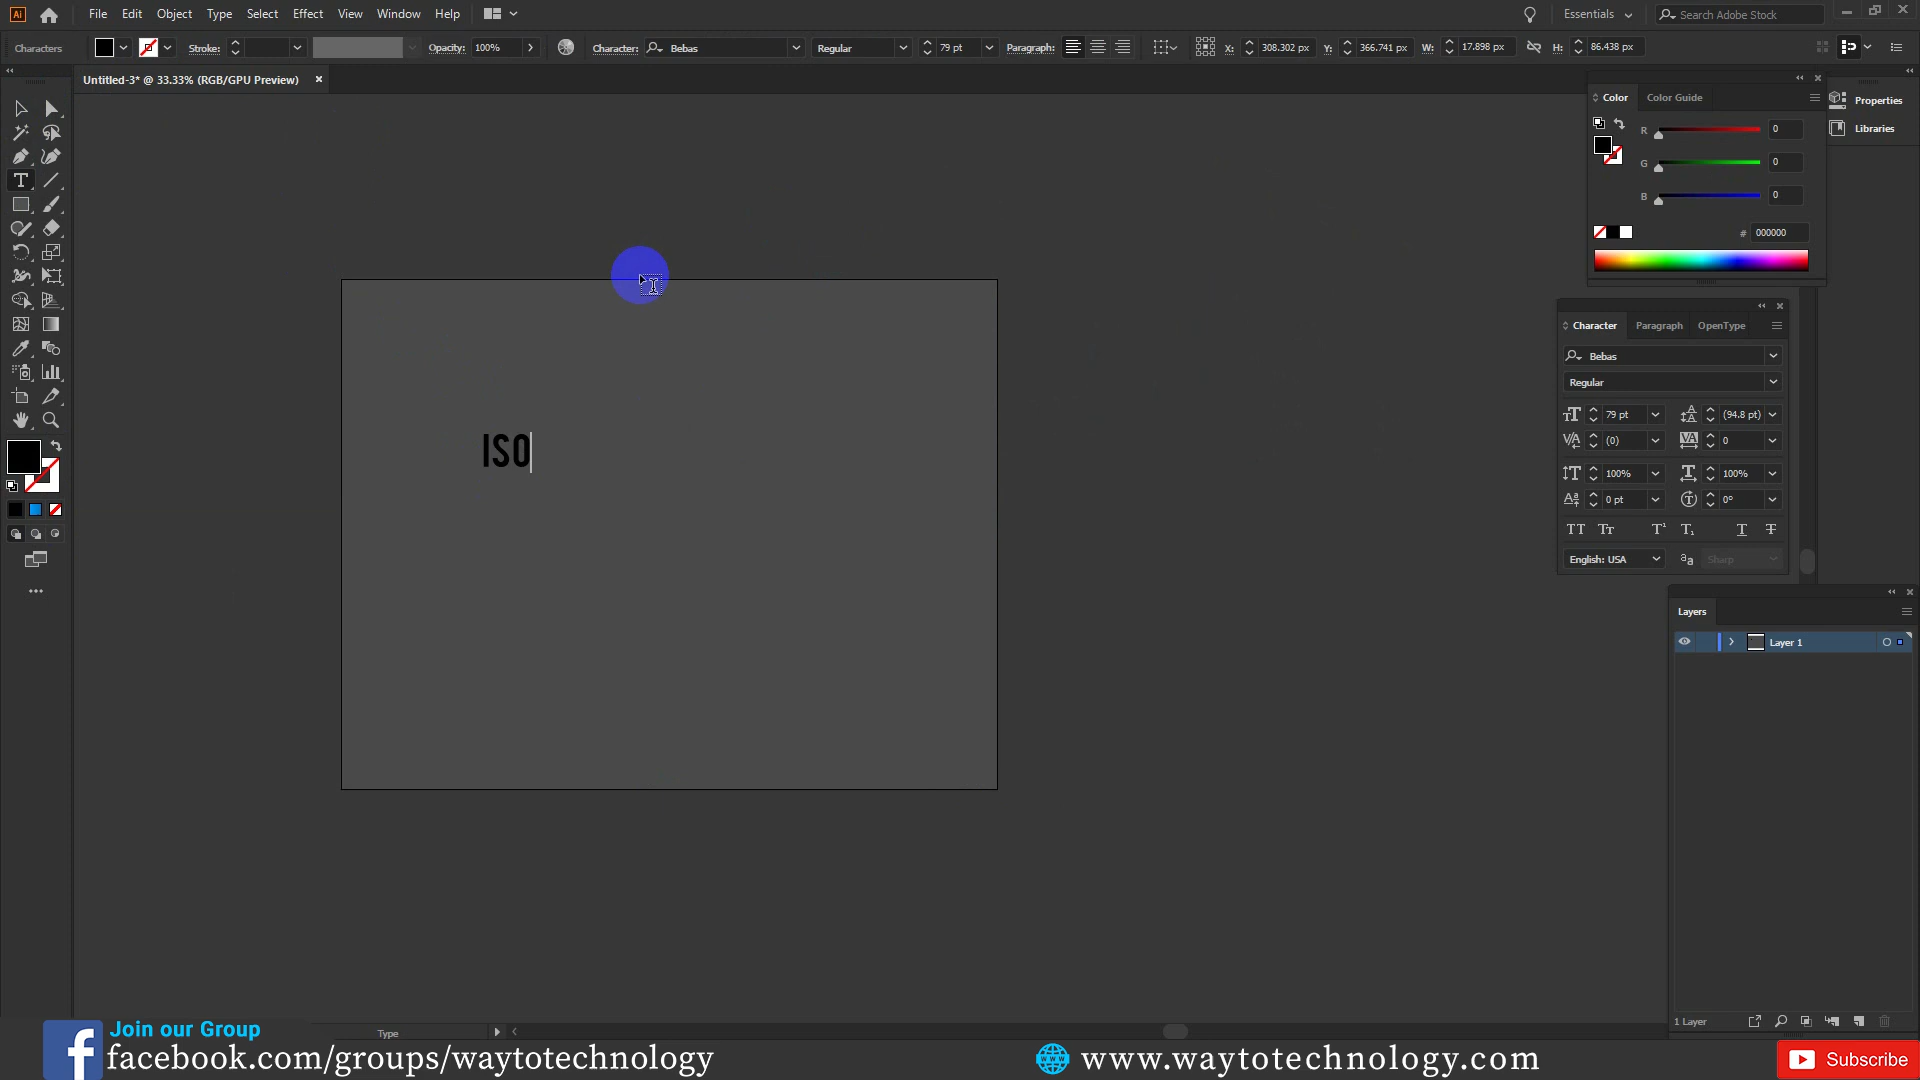 Ai File Edit Object Type Select Effect View Window Help Essentials Search Adobe Stock
Characters Stroke: Opacity: 100% Character: Bebas Regular 79 pt Paragraph: X: 308.302 px Y: 366.741 px W: 17.898 px H: 86.438 px
Untitled-3* @ 33.33% (RGB/GPU Preview)
Color Color Guide
R 0
G 0
B 0
# 000000
Properties
Libraries
Character Paragraph OpenType
Bebas
Regular
79 pt (94.8 pt)
(0) 0
100% 100%
0 pt 0°
English: USA Sharp
ISO
Layers
Layer 1
1 Layer
Type
Join our Group
facebook.com/groups/waytotechnology
www.waytotechnology.com
Subscribe